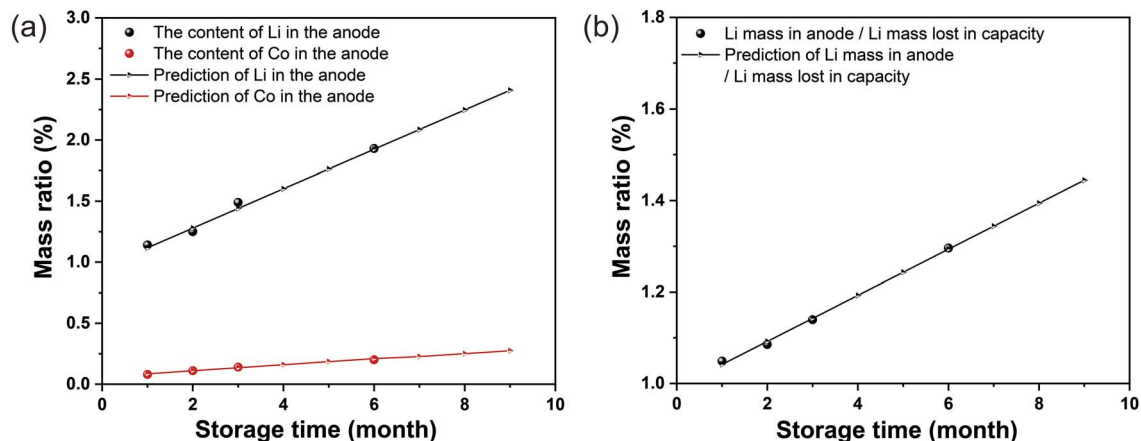 (a)
3.0
2.5
2.0
1.5
1.0
0.5
0.0
Mass ratio (%)
The content of Li in the anode
The content of Co in the anode
Prediction of Li in the anode
Prediction of Co in the anode
0 2 4 6 8 10
Storage time (month)
(b)
1.8
1.6
1.4
1.2
1.0
Mass ratio (%)
Li mass in anode / Li mass lost in capacity
Prediction of Li mass in anode
/ Li mass lost in capacity
0 2 4 6 8 10
Storage time (month)